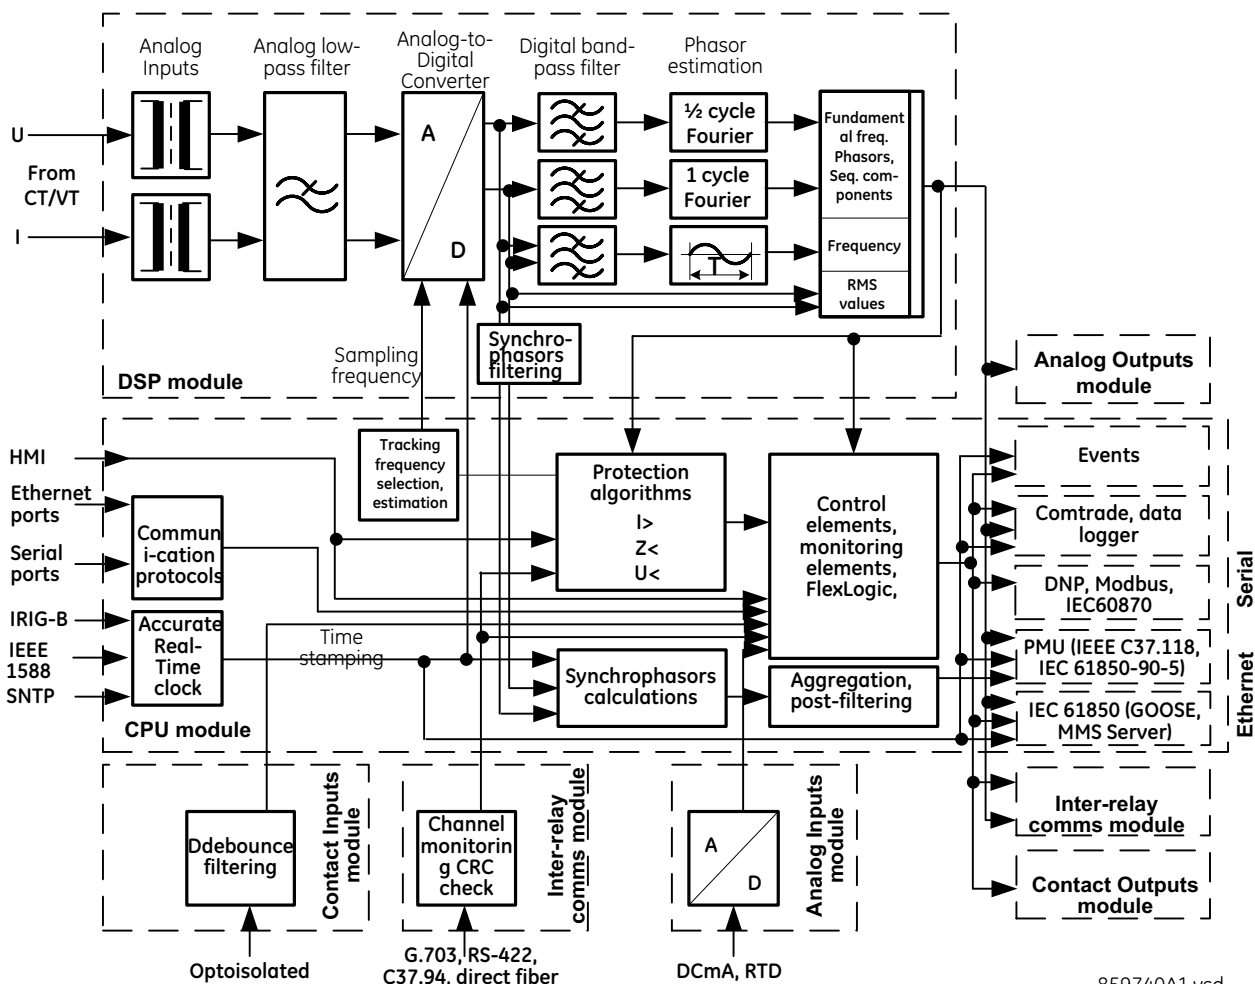 Analog
Inputs
Analog low-
pass filter
Analog-to-
Digital
Converter
Digital band-
pass filter
Phasor
estimation
U
From
CT/VT
I
A
D
½ cycle
Fourier
1 cycle
Fourier
T
Fundament
al freq.
Phasors,
Seq. com-
ponents
Frequency
RMS
values
Synchro-
phasors
filtering
Sampling
frequency
DSP module
Analog Outputs
module
HMI
Ethernet
ports
Serial
ports
IRIG-B
IEEE
1588
SNTP
Commun
i-cation
protocols
Accurate
Real-
Time
clock
Tracking
frequency
selection,
estimation
Time
stamping
Protection
algorithms
I>
Z<
U<
Control
elements,
monitoring
elements,
FlexLogic,
Synchrophasors
calculations
Aggregation,
post-filtering
CPU module
Events
Comtrade, data
logger
DNP, Modbus,
IEC60870
PMU (IEEE C37.118,
IEC 61850-90-5)
IEC 61850 (GOOSE,
MMS Server)
Serial
Ethernet
Ddebounce
filtering
Contact Inputs
module
Optoisolated
Channel
monitorin
g CRC
check
Inter-relay
comms module
G.703, RS-422,
C37.94, direct fiber
A
D
Analog Inputs
module
DCmA, RTD
Inter-relay
comms module
Contact Outputs
module
859740A1.vsd